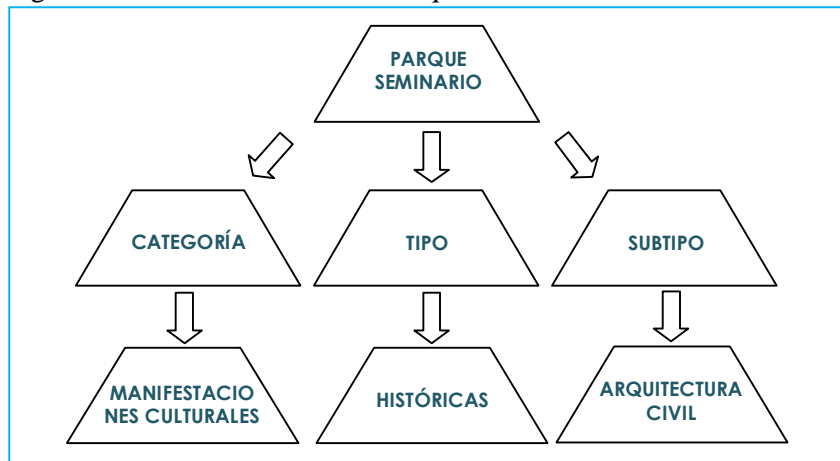 PARQUE
SEMINARIO
CATEGORÍA
TIPO
SUBTIPO
MANIFESTACIO
NES CULTURALES
HISTÓRICAS
ARQUITECTURA
CIVIL